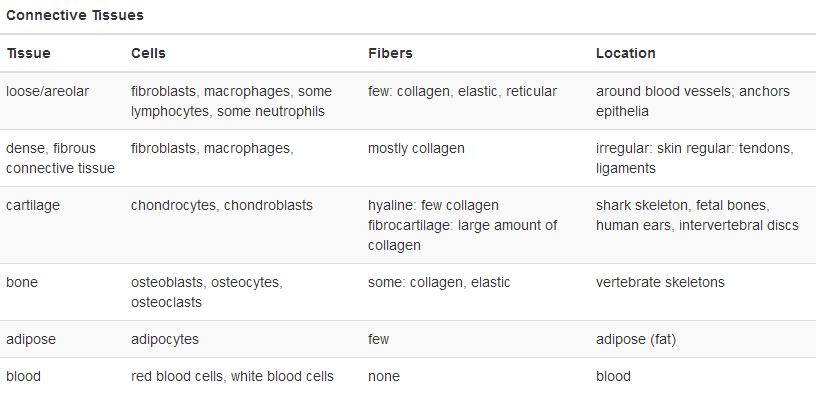 Connective Tissues
Tissue Cells Fibers Location
loose/areolar fibroblasts, macrophages, some few: collagen, elastic, reticular around blood vessels; anchors
lymphocytes, some neutrophils epithelia
dense, fibrous fibroblasts, macrophages, mostly collagen irregular: skin regular: tendons,
connective tissue ligaments
cartilage chondrocytes, chondroblasts hyaline: few collagen shark skeleton, fetal bones,
fibrocartilage: large amount of human ears, intervertebral discs
collagen
bone osteoblasts, osteocytes, some: collagen, elastic vertebrate skeletons
osteoclasts
adipose adipocytes few adipose (fat)
blood red blood cells, white blood cells none blood